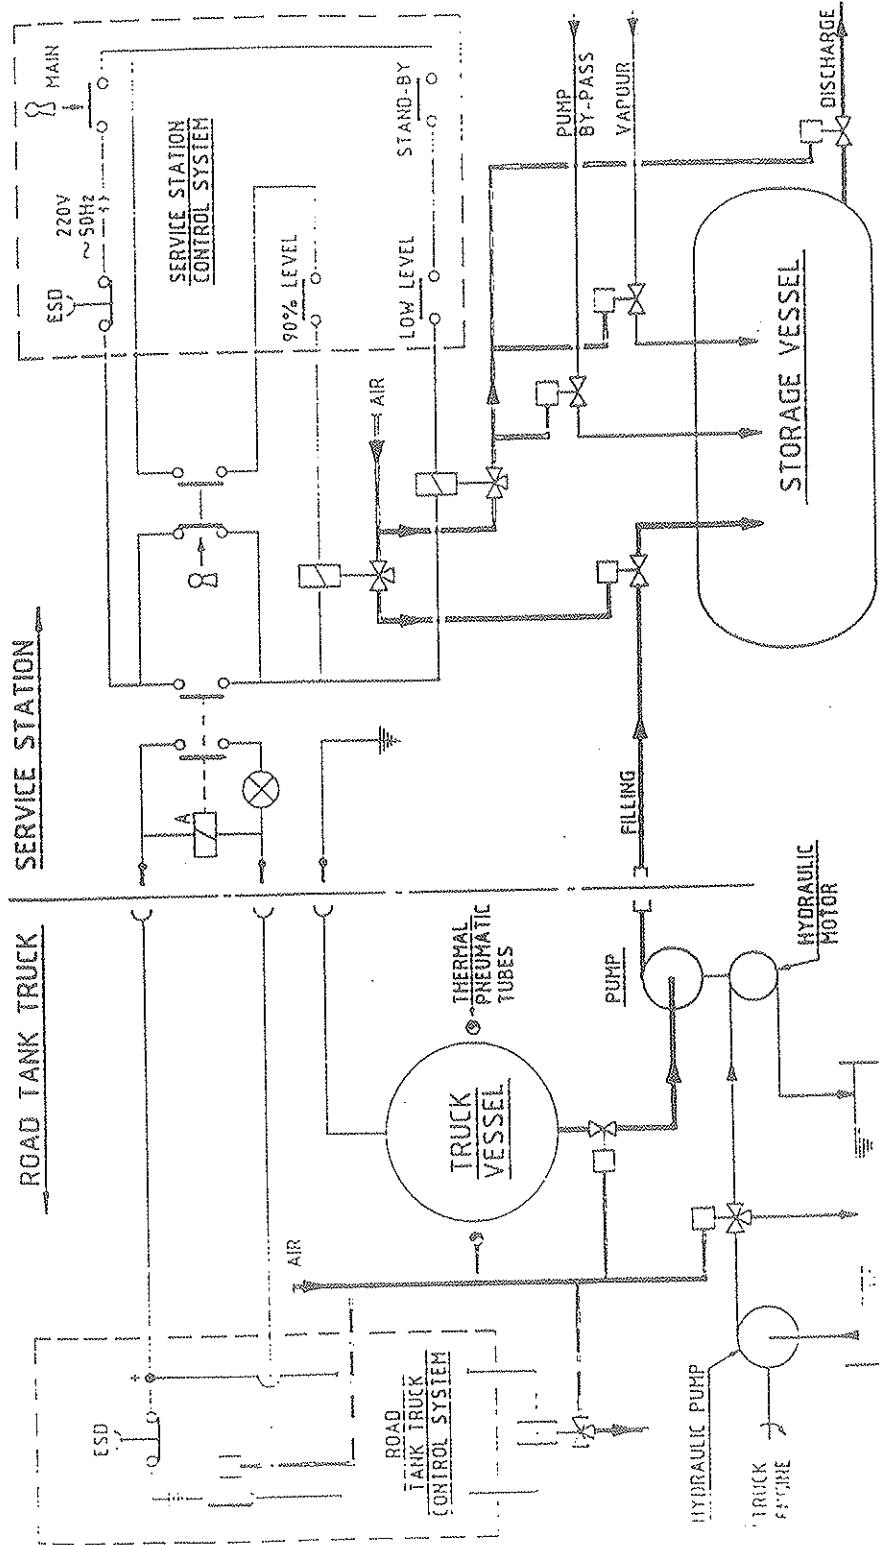 ROAD TANK TRUCK
SERVICE STATION
ESD
+
ROAD
TANK TRUCK
CONTROL SYSTEM
AIR
TRUCK
VESSEL
THERMAL
PNEUMATIC
TUBES
PUMP
HYDRAULIC
MOTOR
HYDRAULIC PUMP
TRUCK
A
FILLING
ESD
220V
~ 50Hz
MAIN
SERVICE STATION
CONTROL SYSTEM
90% LEVEL
LOW LEVEL
STAND-BY
AIR
PUMP
BY-PASS
VAPOUR
DISCHARGE
STORAGE VESSEL